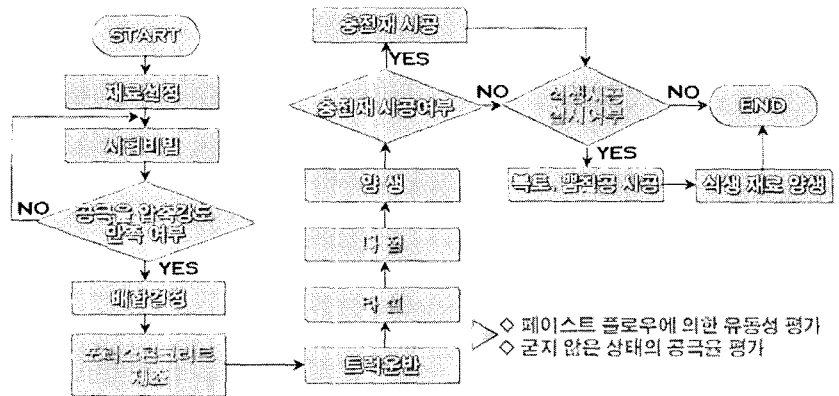 START
재료선정
시험비빔
공극율 압축강도
만족 여부
NO
YES
배합결정
포러스콘크리트
제조
트럭운반
타설
다짐
양생
충전재 시공여부
YES
충전재 시공
NO
식생시공
실시여부
NO
END
YES
복토, 뗏장공 시공
식생 재료 양생
◇ 페이스트 플로우에 의한 유동성 평가
◇ 굳지 않은 상태의 공극율 평가